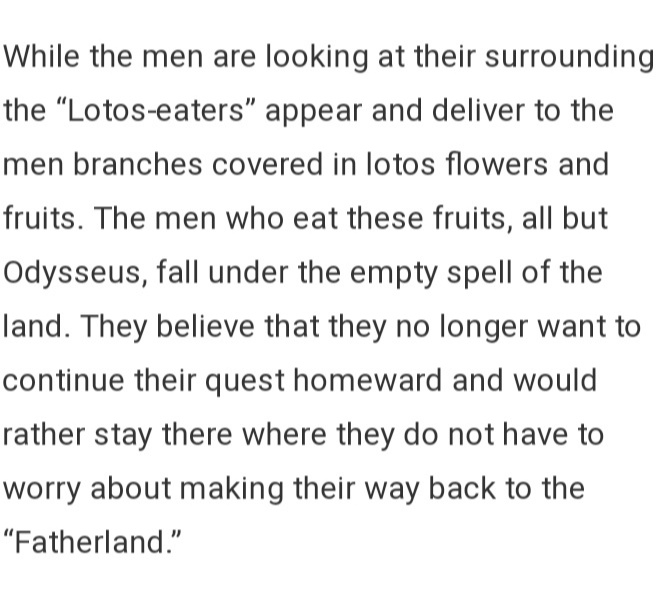 While the men are looking at their surrounding
the “Lotos-eaters” appear and deliver to the
men branches covered in lotos flowers and
fruits. The men who eat these fruits, all but
Odysseus, fall under the empty spell of the
land. They believe that they no longer want to
continue their quest homeward and would
rather stay there where they do not have to
worry about making their way back to the
“Fatherland.”